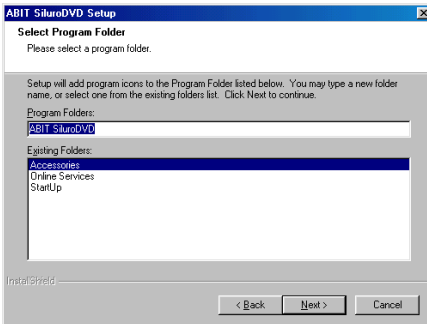 ABIT SiluroDVD Setup
Select Program Folder
Please select a program folder.
Setup will add program icons to the Program Folder listed below. You may type a new folder
name, or select one from the existing folders list. Click Next to continue.
Program Folders:
ABIT SiluroDVD
Existing Folders:
Accessories
Online Services
StartUp
InstallShield
< Back Next > Cancel